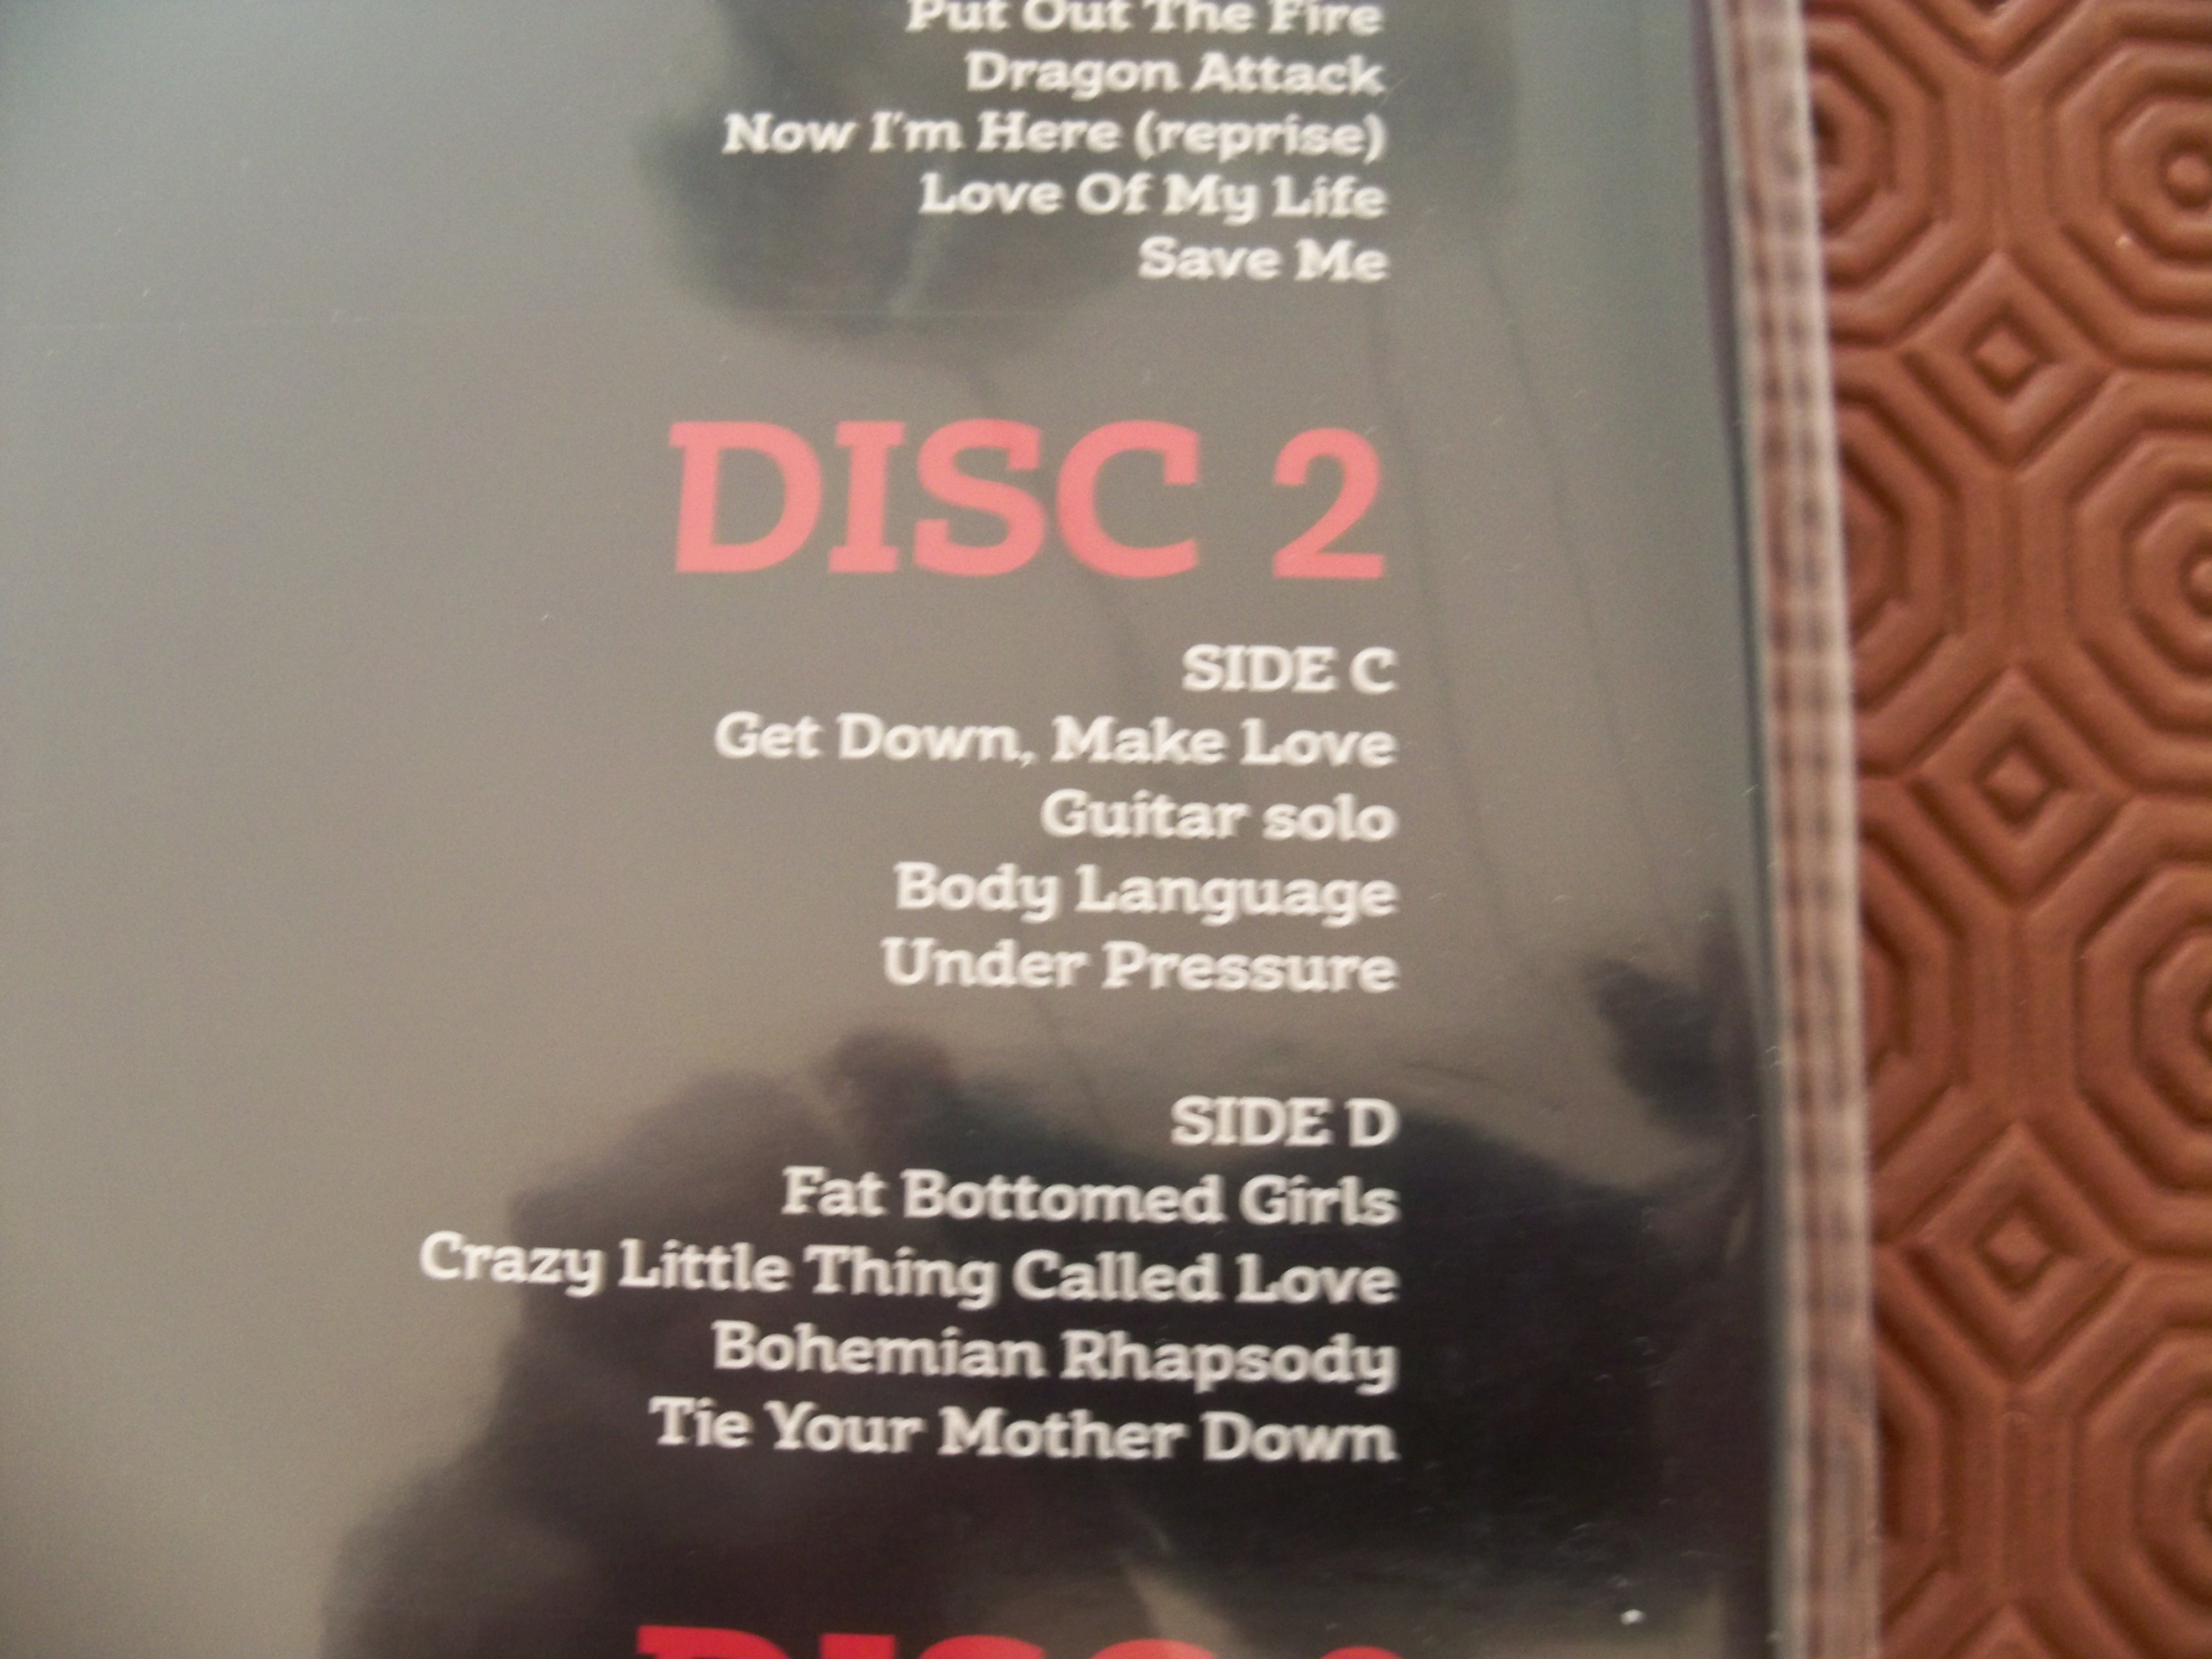 Put Out The Fire
Dragon Attack
Now I'm Here (reprise)
Love Of My Life
Save Me
DISC 2
SIDE C
Get Down, Make Love
Guitar solo
Body Language
Under Pressure
SIDE D
Fat Bottomed Girls
Crazy Little Thing Called Love
Bohemian Rhapsody
Tie Your Mother Down
DISC